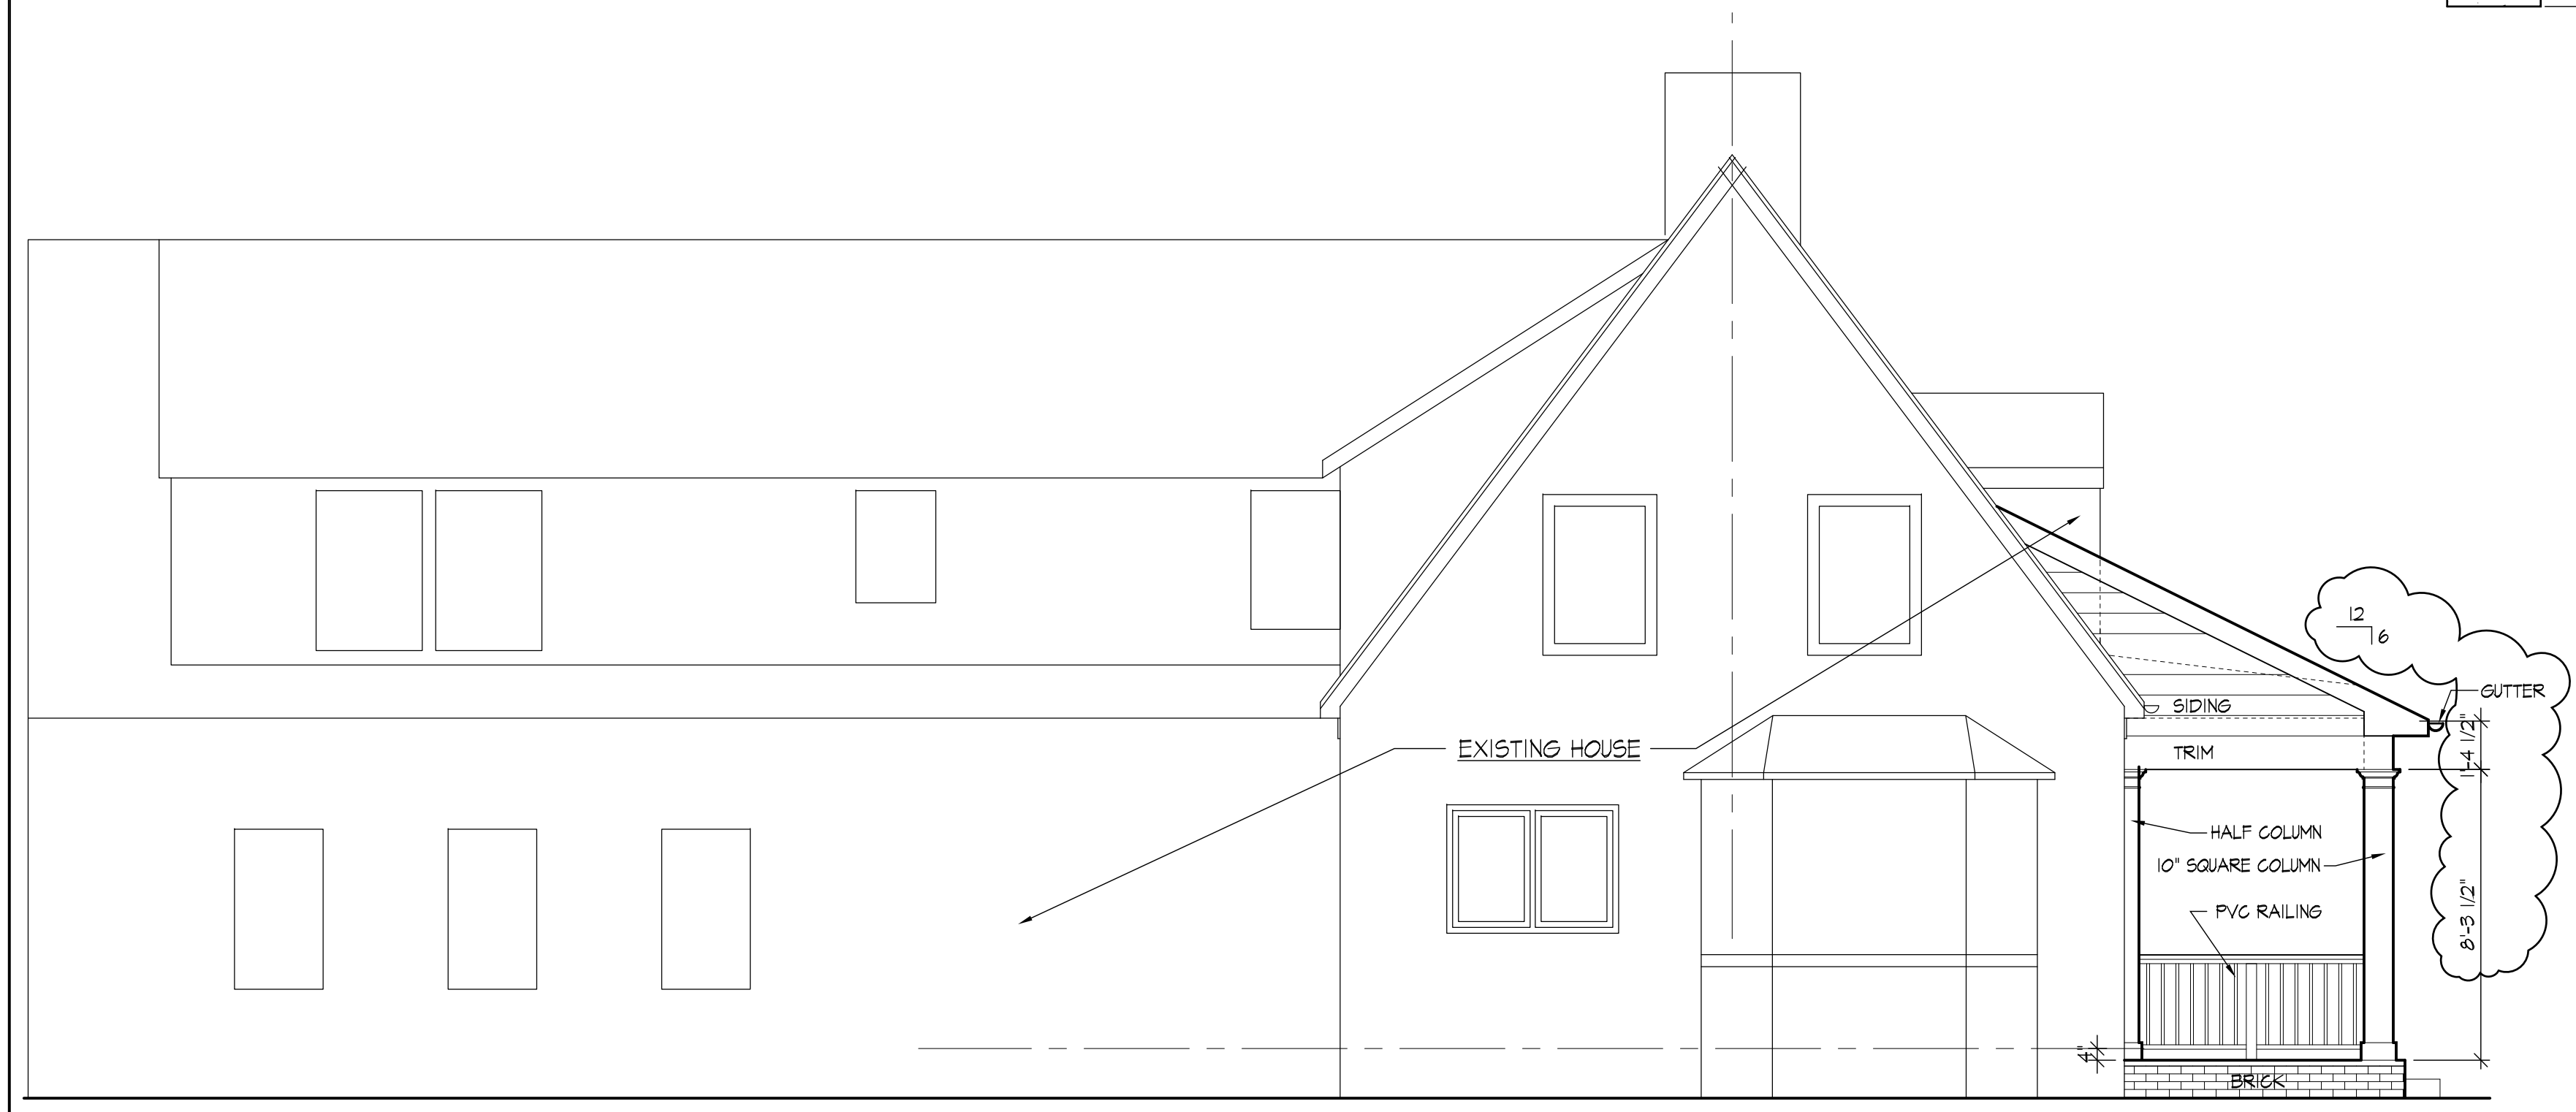 12
6
GUTTER
SIDING
1'-4 1/2"
EXISTING HOUSE
TRIM
HALF COLUMN
10" SQUARE COLUMN
PVC RAILING
8'-3 1/2"
4"
BRICK